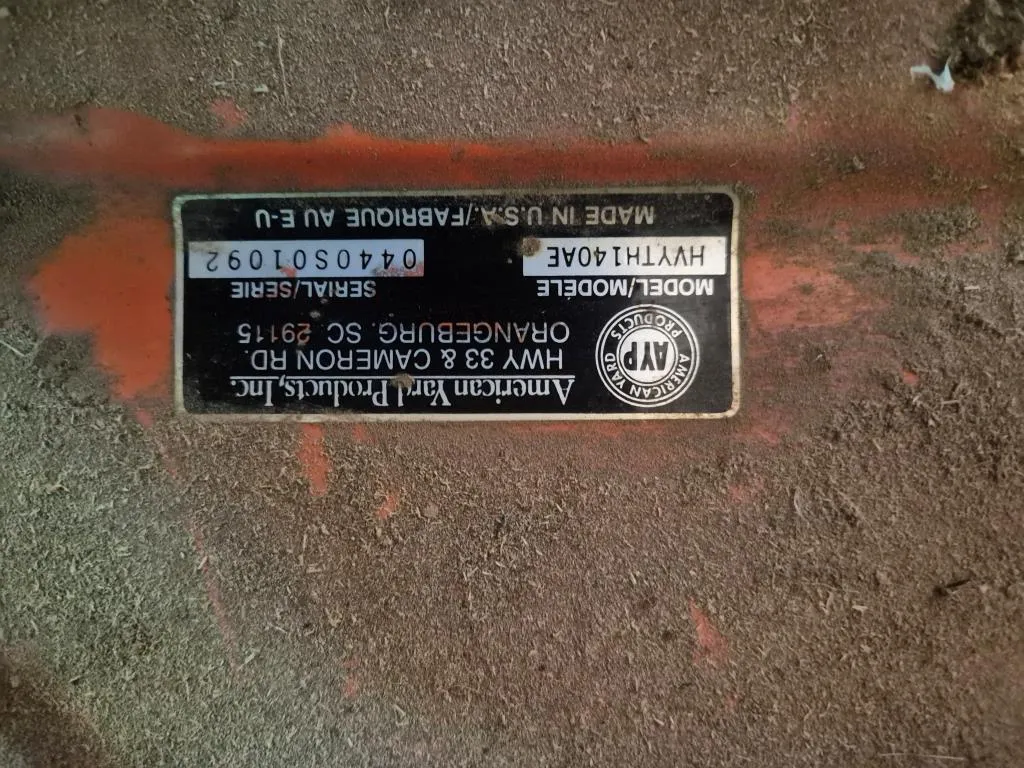 American Yard Products, Inc.
HWY 33 & CAMERON RD.
ORANGEBURG. SC 29115
AMERICAN YARD
AYP
PRODUCTS
MODEL/MODÈLE SERIAL/SERIE
HVYTH140AE 0440S01092
MADE IN U.S.A./FABRIQUE AU E-U